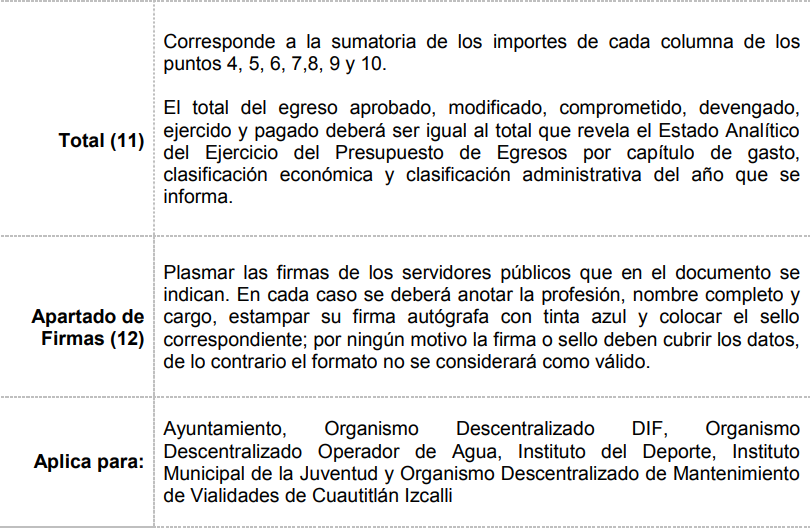 Total (11)
Corresponde a la sumatoria de los importes de cada columna de los
puntos 4, 5, 6, 7,8, 9 y 10.
El total del egreso aprobado, modificado, comprometido, devengado,
ejercido y pagado deberá ser igual al total que revela el Estado Analítico
del Ejercicio del Presupuesto de Egresos por capítulo de gasto,
clasificación económica y clasificación administrativa del año que se
informa.
Apartado de
Firmas (12)
Plasmar las firmas de los servidores públicos que en el documento se
indican. En cada caso se deberá anotar la profesión, nombre completo y
cargo, estampar su firma autógrafa con tinta azul y colocar el sello
correspondiente; por ningún motivo la firma o sello deben cubrir los datos,
de lo contrario el formato no se considerará como válido.
Aplica para:
Ayuntamiento, Organismo Descentralizado DIF, Organismo
Descentralizado Operador de Agua, Instituto del Deporte, Instituto
Municipal de la Juventud y Organismo Descentralizado de Mantenimiento
de Vialidades de Cuautitlán Izcalli